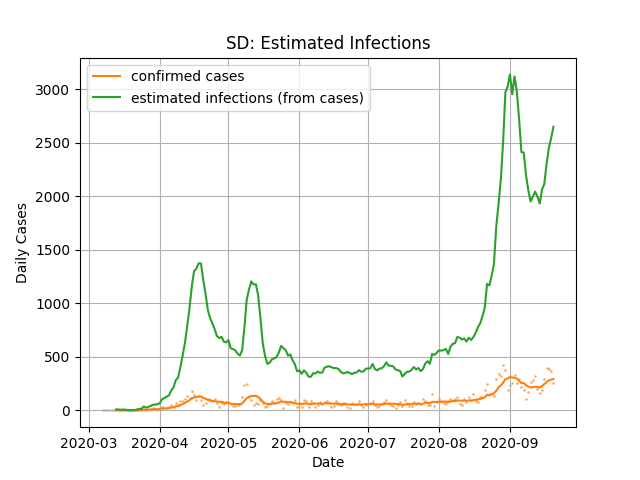 SD: Estimated Infections
confirmed cases
estimated infections (from cases)
Daily Cases
3000
2500
2000
1500
1000
500
0
2020-03 2020-04 2020-05 2020-06 2020-07 2020-08 2020-09
Date